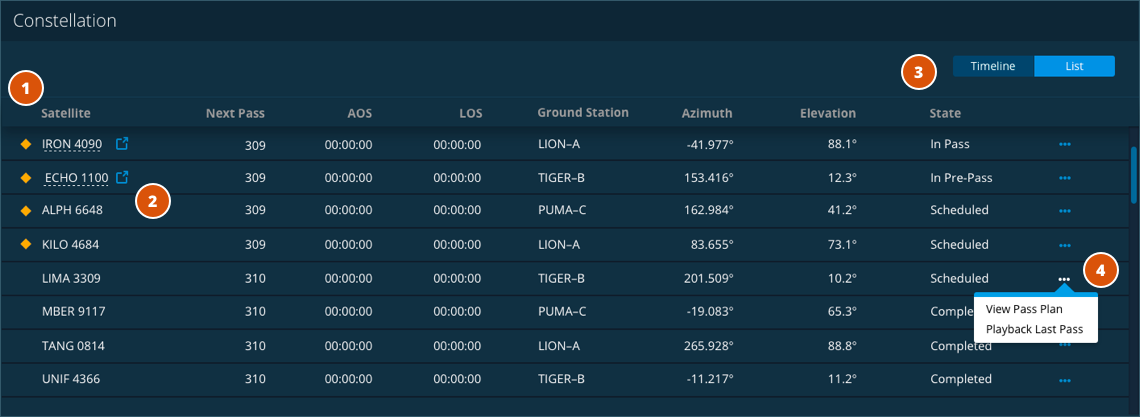 Constellation
3 Timeline List
1
Satellite Next Pass AOS LOS Ground Station Azimuth Elevation State
IRON 4090 309 00:00:00 00:00:00 LION–A -41.977° 88.1° In Pass
ECHO 1100 309 00:00:00 00:00:00 TIGER–B 153.416° 12.3° In Pre-Pass
2
ALPH 6648 309 00:00:00 00:00:00 PUMA–C 162.984° 41.2° Scheduled
KILO 4684 309 00:00:00 00:00:00 LION–A 83.655° 73.1° Scheduled
4
LIMA 3309 310 00:00:00 00:00:00 TIGER–B 201.509° 10.2° Scheduled
MBER 9117 310 00:00:00 00:00:00 PUMA–C -19.083° 65.3° Comple
View Pass Plan
Playback Last Pass
TANG 0814 310 00:00:00 00:00:00 LION–A 265.928° 88.8° Completed
UNIF 4366 310 00:00:00 00:00:00 TIGER–B -11.217° 11.2° Completed